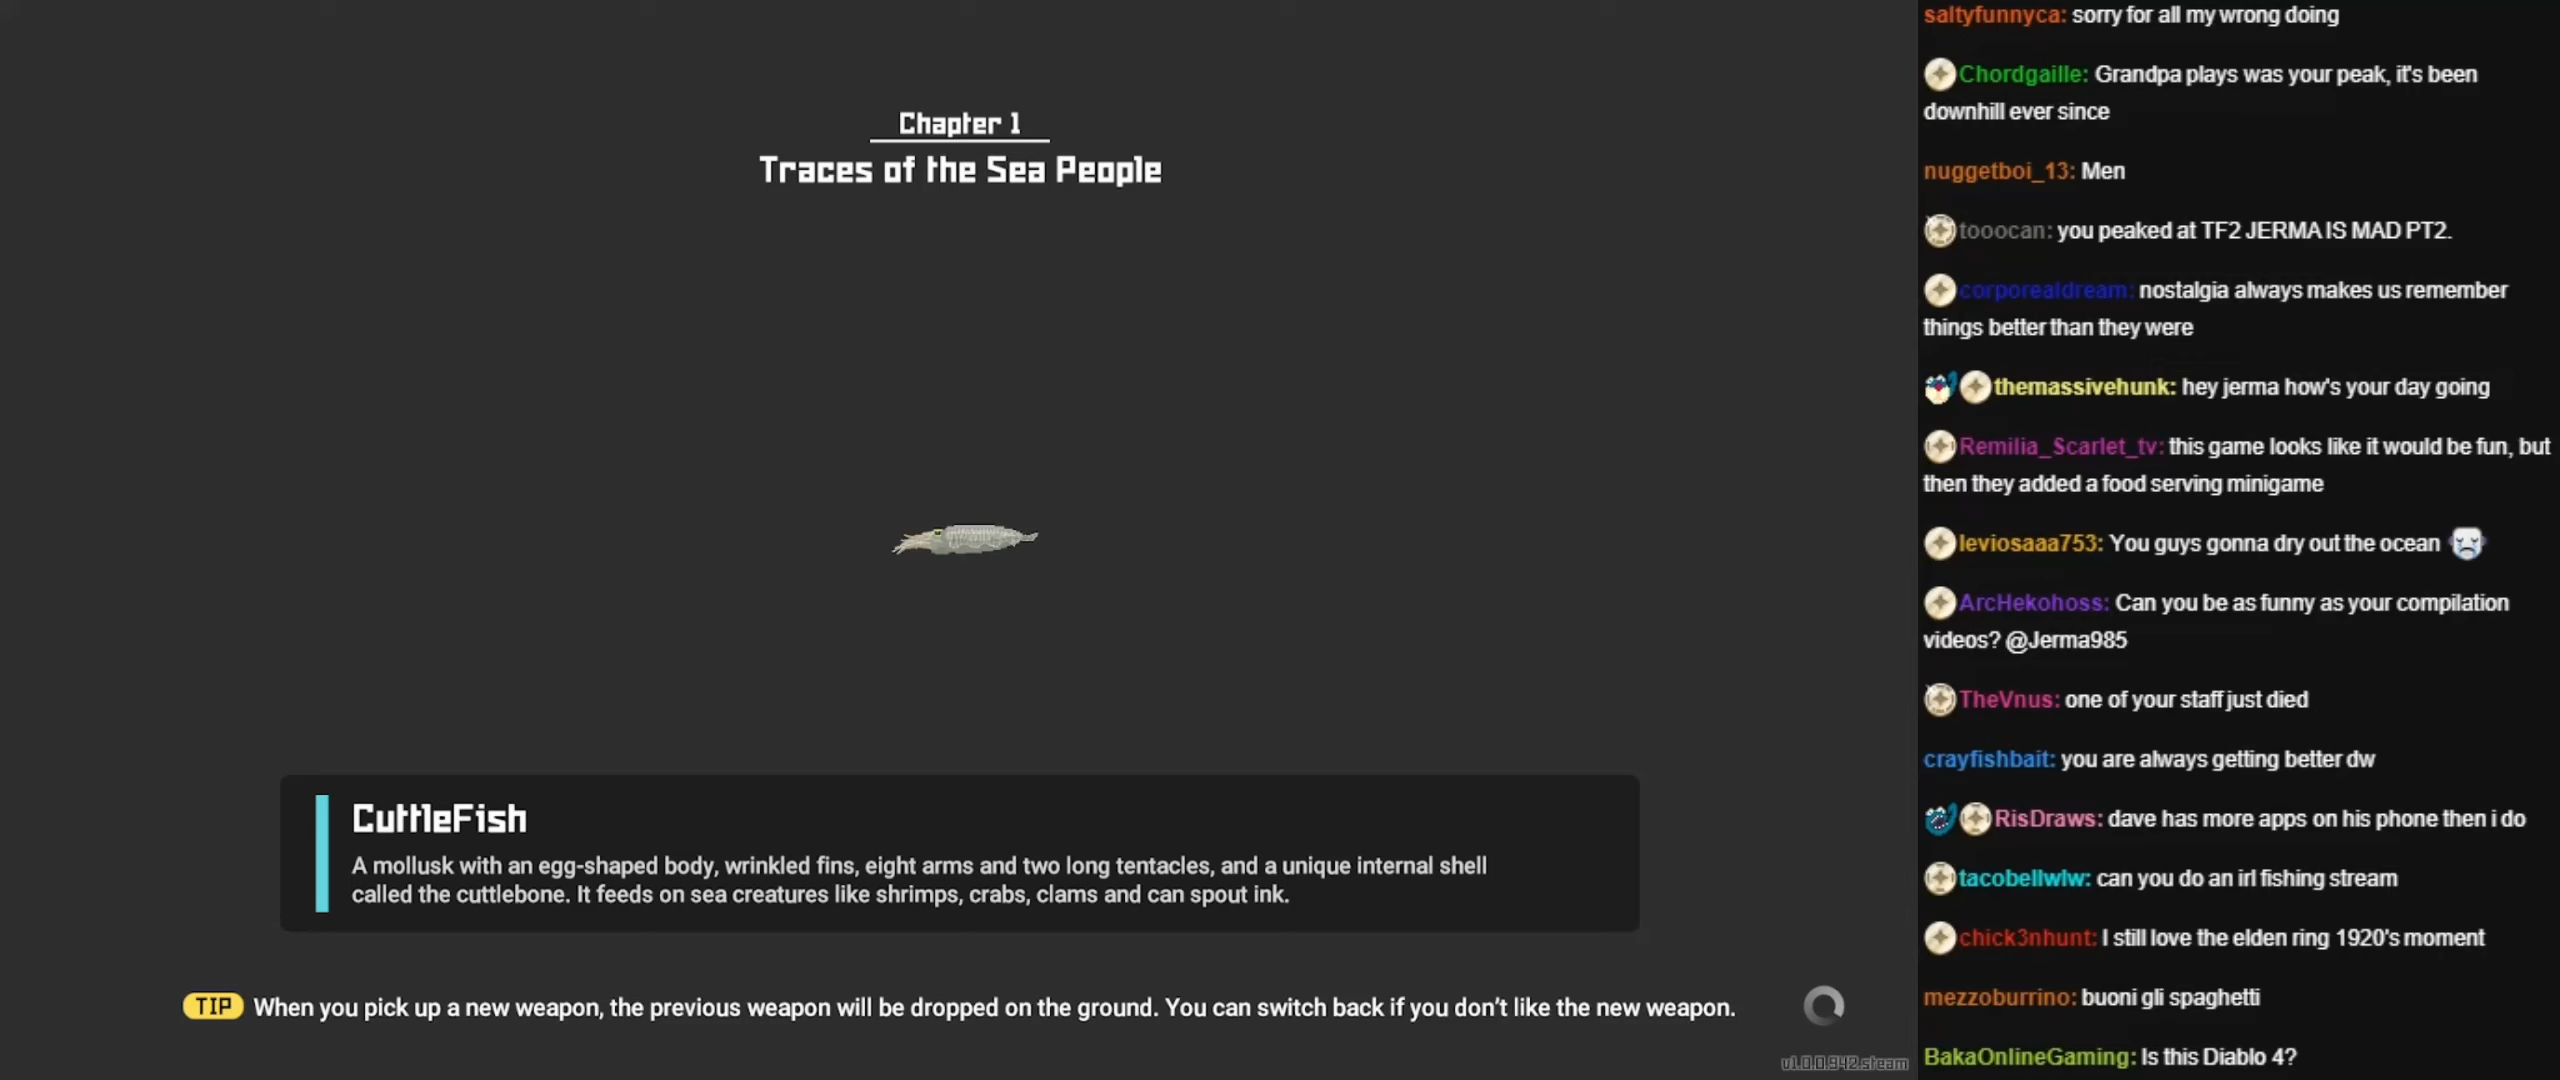 Chapter 1
Traces of the Sea People
CuttleFish
A mollusk with an egg-shaped body, wrinkled fins, eight arms and two long tentacles, and a unique internal shell
called the cuttlebone. It feeds on sea creatures like shrimps, crabs, clams and can spout ink.
TIP When you pick up a new weapon, the previous weapon will be dropped on the ground. You can switch back if you don't like the new weapon.
v1.0.0.942.steam
saltyfunnyca: sorry for all my wrong doing
Chordgaille: Grandpa plays was your peak, it's been
downhill ever since
nuggetboi_13: Men
tooocan: you peaked at TF2 JERMA IS MAD PT2.
corporealdream: nostalgia always makes us remember
things better than they were
themassivehunk: hey jerma how's your day going
Remilia_Scarlet_tv: this game looks like it would be fun, but
then they added a food serving minigame
leviosaaa753: You guys gonna dry out the ocean
ArcHekohoss: Can you be as funny as your compilation
videos? @Jerma985
TheVnus: one of your staff just died
crayfishbait: you are always getting better dw
RisDraws: dave has more apps on his phone then i do
tacobellwlw: can you do an irl fishing stream
chick3nhunt: I still love the elden ring 1920's moment
mezzoburrino: buoni gli spaghetti
BakaOnlineGaming: Is this Diablo 4?